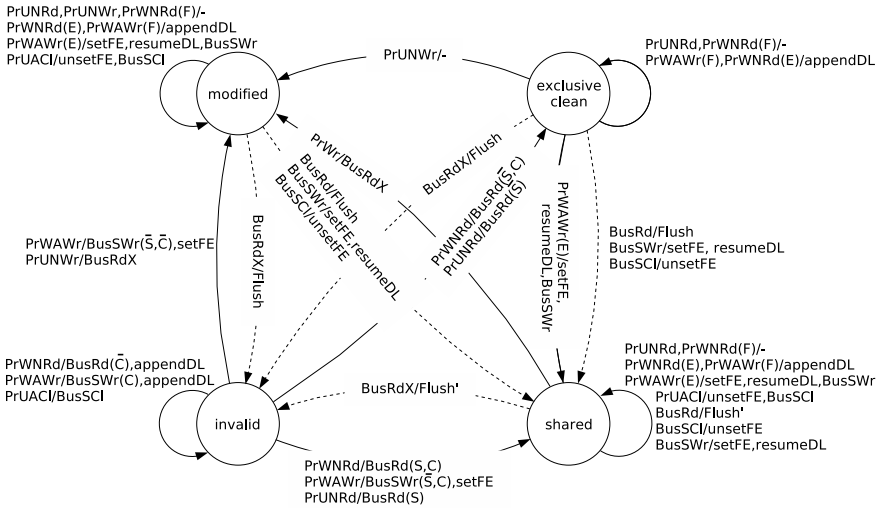 PrUNRd,PrUNWr,PrWNRd(F)/-
PrWNRd(E),PrWAWr(F)/appendDL
PrWAWr(E)/setFE,resumeDL,BusSWr
PrUACl/unsetFE,BusSCl
modified
PrUNWr/-
exclusive
clean
PrUNRd,PrWNRd(F)/-
PrWAWr(F),PrWNRd(E)/appendDL
PrWr/BusRdX
BusRd/Flush
BusSWr/setFE,resumeDL
BusSCl/unsetFE
BusRdX/Flush
PrWNRd/BusRd(S̄,C)
PrUNRd/BusRd(S̄)
BusRdX/Flush
PrWAWr(E)/setFE,
resumeDL,BusSWr
BusRd/Flush
BusSWr/setFE, resumeDL
BusSCl/unsetFE
PrWAWr/BusSWr(S̄,C̄),setFE
PrUNWr/BusRdX
PrWNRd/BusRd(C̄),appendDL
PrWAWr/BusSWr(C),appendDL
PrUACl/BusSCl
invalid
BusRdX/Flush'
shared
PrUNRd,PrWNRd(F)/-
PrWNRd(E),PrWAWr(F)/appendDL
PrWAWr(E)/setFE,resumeDL,BusSWr
PrUACl/unsetFE,BusSCl
BusRd/Flush'
BusSCl/unsetFE
BusSWr/setFE,resumeDL
PrWNRd/BusRd(S,C)
PrWAWr/BusSWr(S̄,C),setFE
PrUNRd/BusRd(S)